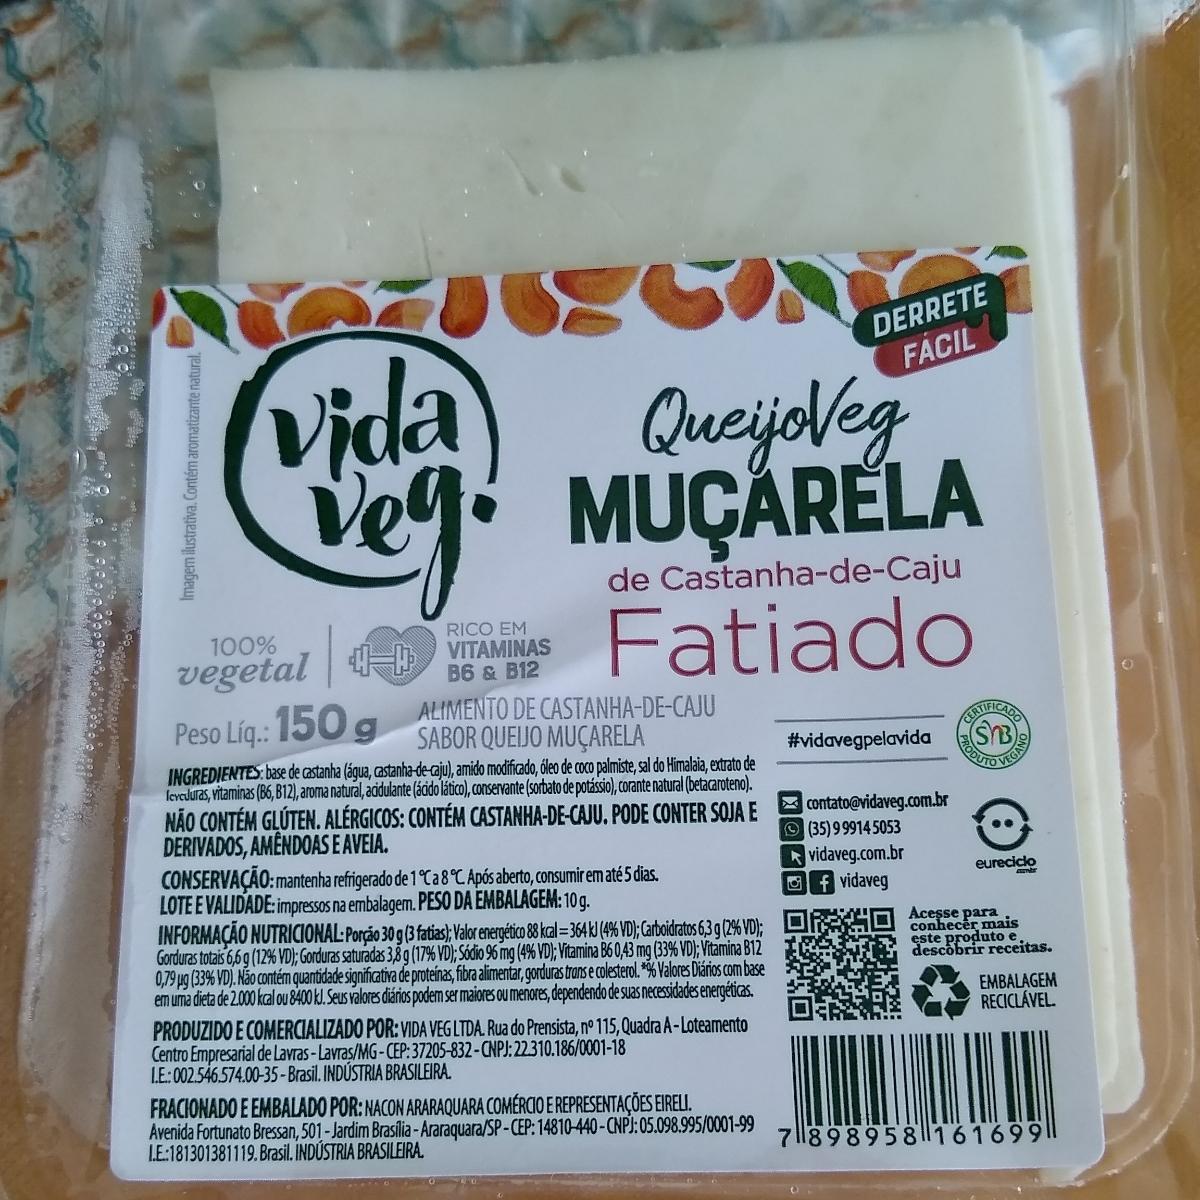 DERRETE
FÁCIL
Imagem ilustrativa. Contém aromatizante natural.
vida
veg.
QueijoVeg
MUÇARELA
de Castanha-de-Caju
Fatiado
100%
vegetal
RICO EM
VITAMINAS
B6 & B12
Peso Líq.: 150 g
ALIMENTO DE CASTANHA-DE-CAJU
SABOR QUEIJO MUÇARELA
#vidavegpelavida
CERTIFICADO
SVB
PRODUTO VEGANO
INGREDIENTES: base de castanha (água, castanha-de-caju), amido modificado, óleo de coco palmiste, sal do Himalaia, extrato de
leveduras, vitaminas (B6, B12), aroma natural, acidulante (ácido lático), conservante (sorbato de potássio), corante natural (betacaroteno).
NÃO CONTÉM GLÚTEN. ALÉRGICOS: CONTÉM CASTANHA-DE-CAJU. PODE CONTER SOJA E
DERIVADOS, AMÊNDOAS E AVEIA.
CONSERVAÇÃO: mantenha refrigerado de 1 °C a 8 °C. Após aberto, consumir em até 5 dias.
LOTE E VALIDADE: impressos na embalagem. PESO DA EMBALAGEM: 10 g.
INFORMAÇÃO NUTRICIONAL: Porção 30 g (3 fatias); Valor energético 88 kcal = 364 kJ (4% VD); Carboidratos 6,3 g (2% VD);
Gorduras totais 6,6 g (12% VD); Gorduras saturadas 3,8 g (17% VD); Sódio 96 mg (4% VD); Vitamina B6 0,43 mg (33% VD); Vitamina B12
0,79 µg (33% VD). Não contém quantidade significativa de proteínas, fibra alimentar, gorduras trans e colesterol. *% Valores Diários com base
em uma dieta de 2.000 kcal ou 8400 kJ. Seus valores diários podem ser maiores ou menores, dependendo de suas necessidades energéticas.
PRODUZIDO E COMERCIALIZADO POR: VIDA VEG LTDA. Rua do Prensista, nº 115, Quadra A - Loteamento
Centro Empresarial de Lavras - Lavras/MG - CEP: 37205-832 - CNPJ: 22.310.186/0001-18
I.E.: 002.546.574.00-35 - Brasil. INDÚSTRIA BRASILEIRA.
FRACIONADO E EMBALADO POR: NACON ARARAQUARA COMÉRCIO E REPRESENTAÇÕES EIRELI.
Avenida Fortunato Bressan, 501 - Jardim Brasília - Araraquara/SP - CEP: 14810-440 - CNPJ: 05.098.995/0001-99
I.E.:181301381119. Brasil. INDÚSTRIA BRASILEIRA.
contato@vidaveg.com.br
(35) 9 9914 5053
vidaveg.com.br
vidaveg
eureciclo
Acesse para
conhecer mais
este produto e
descobrir receitas.
EMBALAGEM
RECICLÁVEL.
7 898958 161699